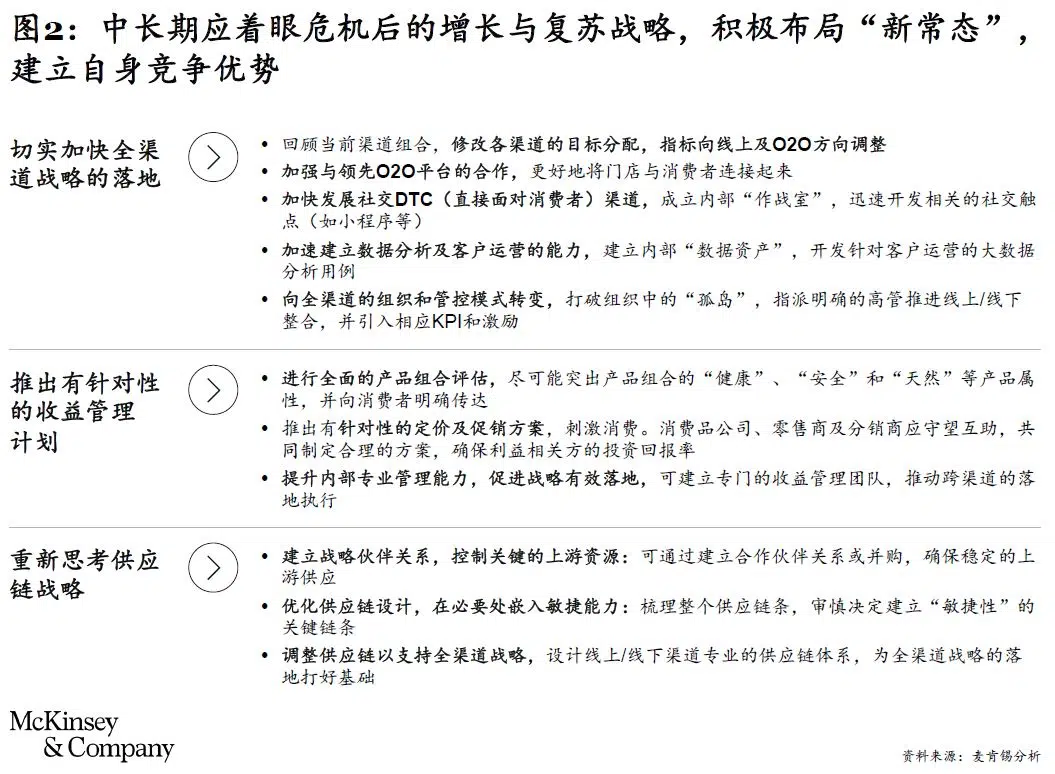 图2：中长期应着眼危机后的增长与复苏战略，积极布局“新常态”，
建立自身竞争优势
切实加快全渠
道战略的落地
• 回顾当前渠道组合，修改各渠道的目标分配，指标向线上及O2O方向调整
• 加强与领先O2O平台的合作，更好地将门店与消费者连接起来
• 加快发展社交DTC（直接面对消费者）渠道，成立内部“作战室”，迅速开发相关的社交触
点（如小程序等）
• 加速建立数据分析及客户运营的能力，建立内部“数据资产”，开发针对客户运营的大数据
分析用例
• 向全渠道的组织和管控模式转变，打破组织中的“孤岛”，指派明确的高管推进线上/线下
整合，并引入相应KPI和激励
推出有针对性
的收益管理
计划
• 进行全面的产品组合评估，尽可能突出产品组合的“健康”、“安全”和“天然”等产品属
性，并向消费者明确传达
• 推出有针对性的定价及促销方案，刺激消费。消费品公司、零售商及分销商应守望互助，共
同制定合理的方案，确保利益相关方的投资回报率
• 提升内部专业管理能力，促进战略有效落地，可建立专门的收益管理团队，推动跨渠道的落
地执行
重新思考供应
链战略
• 建立战略伙伴关系，控制关键的上游资源：可通过建立合作伙伴关系或并购，确保稳定的上
游供应
• 优化供应链设计，在必要处嵌入敏捷能力：梳理整个供应链条，审慎决定建立“敏捷性”的
关键链条
• 调整供应链以支持全渠道战略，设计线上/线下渠道专业的供应链体系，为全渠道战略的落
地打好基础
McKinsey
& Company
资料来源：麦肯锡分析